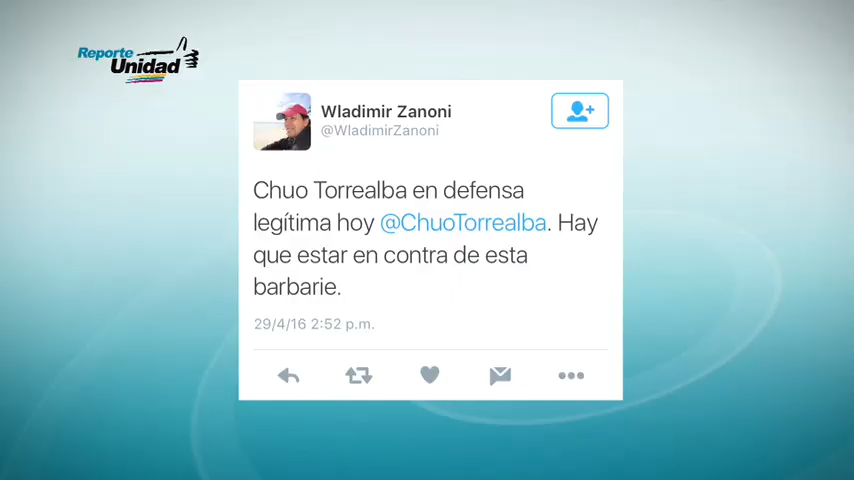 Reporte
Unidad
Wladimir Zanoni
@WladimirZanoni
Chuo Torrealba en defensa
legítima hoy @ChuoTorrealba. Hay
que estar en contra de esta
barbarie.
29/4/16 2:52 p.m.